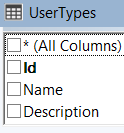 UserTypes
* (All Columns)
Id
Name
Description